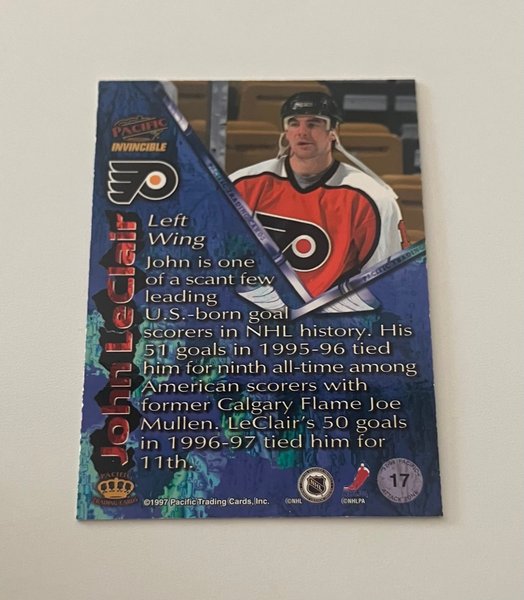 PACIFIC
INVINCIBLE
John LeClair
Left
Wing
John is one
of a scant few
leading
U.S.-born goal
scorers in NHL history. His
51 goals in 1995-96 tied
him for ninth all-time among
American scorers with
former Calgary Flame Joe
Mullen. LeClair's 50 goals
in 1996-97 tied him for
11th.
PACIFIC
TRADING CARDS
©1997 Pacific Trading Cards, Inc.
©NHL
©NHLPA
17